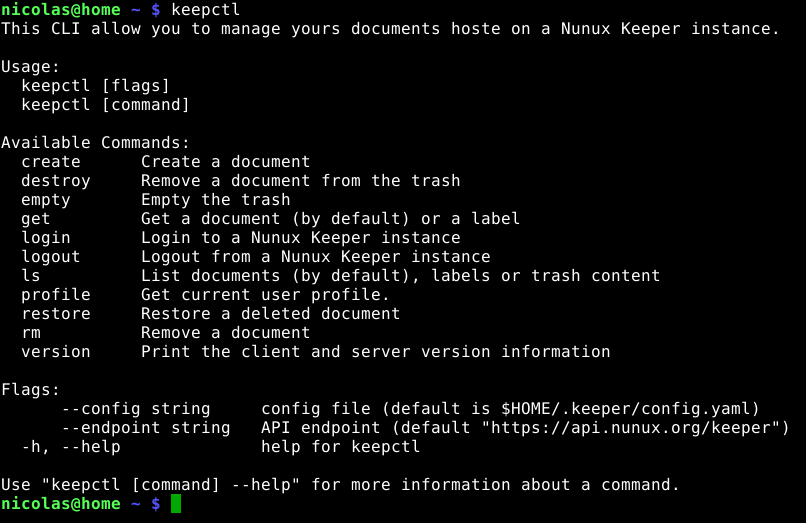 nicolas@home ~ $ keepctl
This CLI allow you to manage yours documents hoste on a Nunux Keeper instance.

Usage:
  keepctl [flags]
  keepctl [command]

Available Commands:
  create      Create a document
  destroy     Remove a document from the trash
  empty       Empty the trash
  get         Get a document (by default) or a label
  login       Login to a Nunux Keeper instance
  logout      Logout from a Nunux Keeper instance
  ls          List documents (by default), labels or trash content
  profile     Get current user profile.
  restore     Restore a deleted document
  rm          Remove a document
  version     Print the client and server version information

Flags:
      --config string     config file (default is $HOME/.keeper/config.yaml)
      --endpoint string   API endpoint (default "https://api.nunux.org/keeper")
  -h, --help              help for keepctl

Use "keepctl [command] --help" for more information about a command.
nicolas@home ~ $